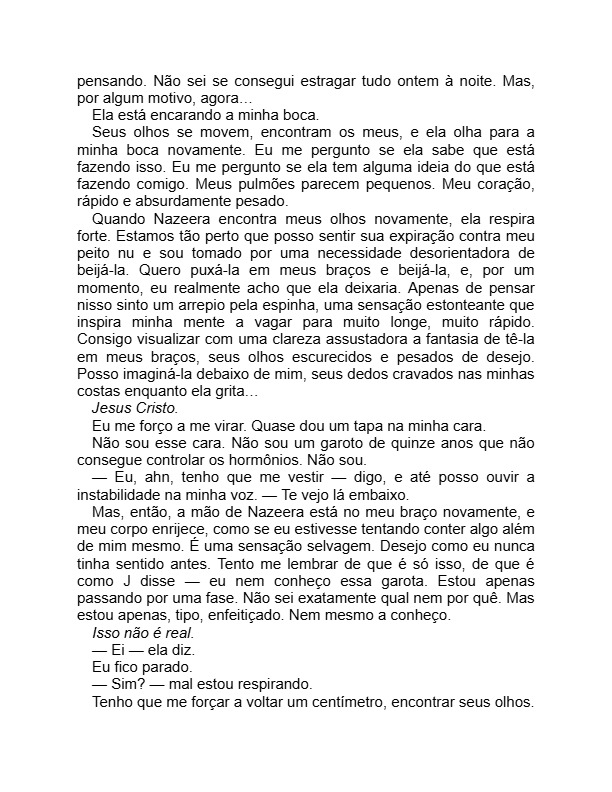 pensando. Não sei se consegui estragar tudo ontem à noite. Mas,
por algum motivo, agora…
Ela está encarando a minha boca.
Seus olhos se movem, encontram os meus, e ela olha para a
minha boca novamente. Eu me pergunto se ela sabe que está
fazendo isso. Eu me pergunto se ela tem alguma ideia do que está
fazendo comigo. Meus pulmões parecem pequenos. Meu coração,
rápido e absurdamente pesado.
Quando Nazeera encontra meus olhos novamente, ela respira
forte. Estamos tão perto que posso sentir sua expiração contra meu
peito nu e sou tomado por uma necessidade desorientadora de
beijá-la. Quero puxá-la em meus braços e beijá-la, e, por um
momento, eu realmente acho que ela deixaria. Apenas de pensar
nisso sinto um arrepio pela espinha, uma sensação estonteante que
inspira minha mente a vagar para muito longe, muito rápido.
Consigo visualizar com uma clareza assustadora a fantasia de tê-la
em meus braços, seus olhos escurecidos e pesados de desejo.
Posso imaginá-la debaixo de mim, seus dedos cravados nas minhas
costas enquanto ela grita…
Jesus Cristo.
Eu me forço a me virar. Quase dou um tapa na minha cara.
Não sou esse cara. Não sou um garoto de quinze anos que não
consegue controlar os hormônios. Não sou.
— Eu, ahn, tenho que me vestir — digo, e até posso ouvir a
instabilidade na minha voz. — Te vejo lá embaixo.
Mas, então, a mão de Nazeera está no meu braço novamente, e
meu corpo enrijece, como se eu estivesse tentando conter algo além
de mim mesmo. É uma sensação selvagem. Desejo como eu nunca
tinha sentido antes. Tento me lembrar de que é só isso, de que é
como J disse — eu nem conheço essa garota. Estou apenas
passando por uma fase. Não sei exatamente qual nem por quê. Mas
estou apenas, tipo, enfeitiçado. Nem mesmo a conheço.
Isso não é real.
— Ei — ela diz.
Eu fico parado.
— Sim? — mal estou respirando.
Tenho que me forçar a voltar um centímetro, encontrar seus olhos.